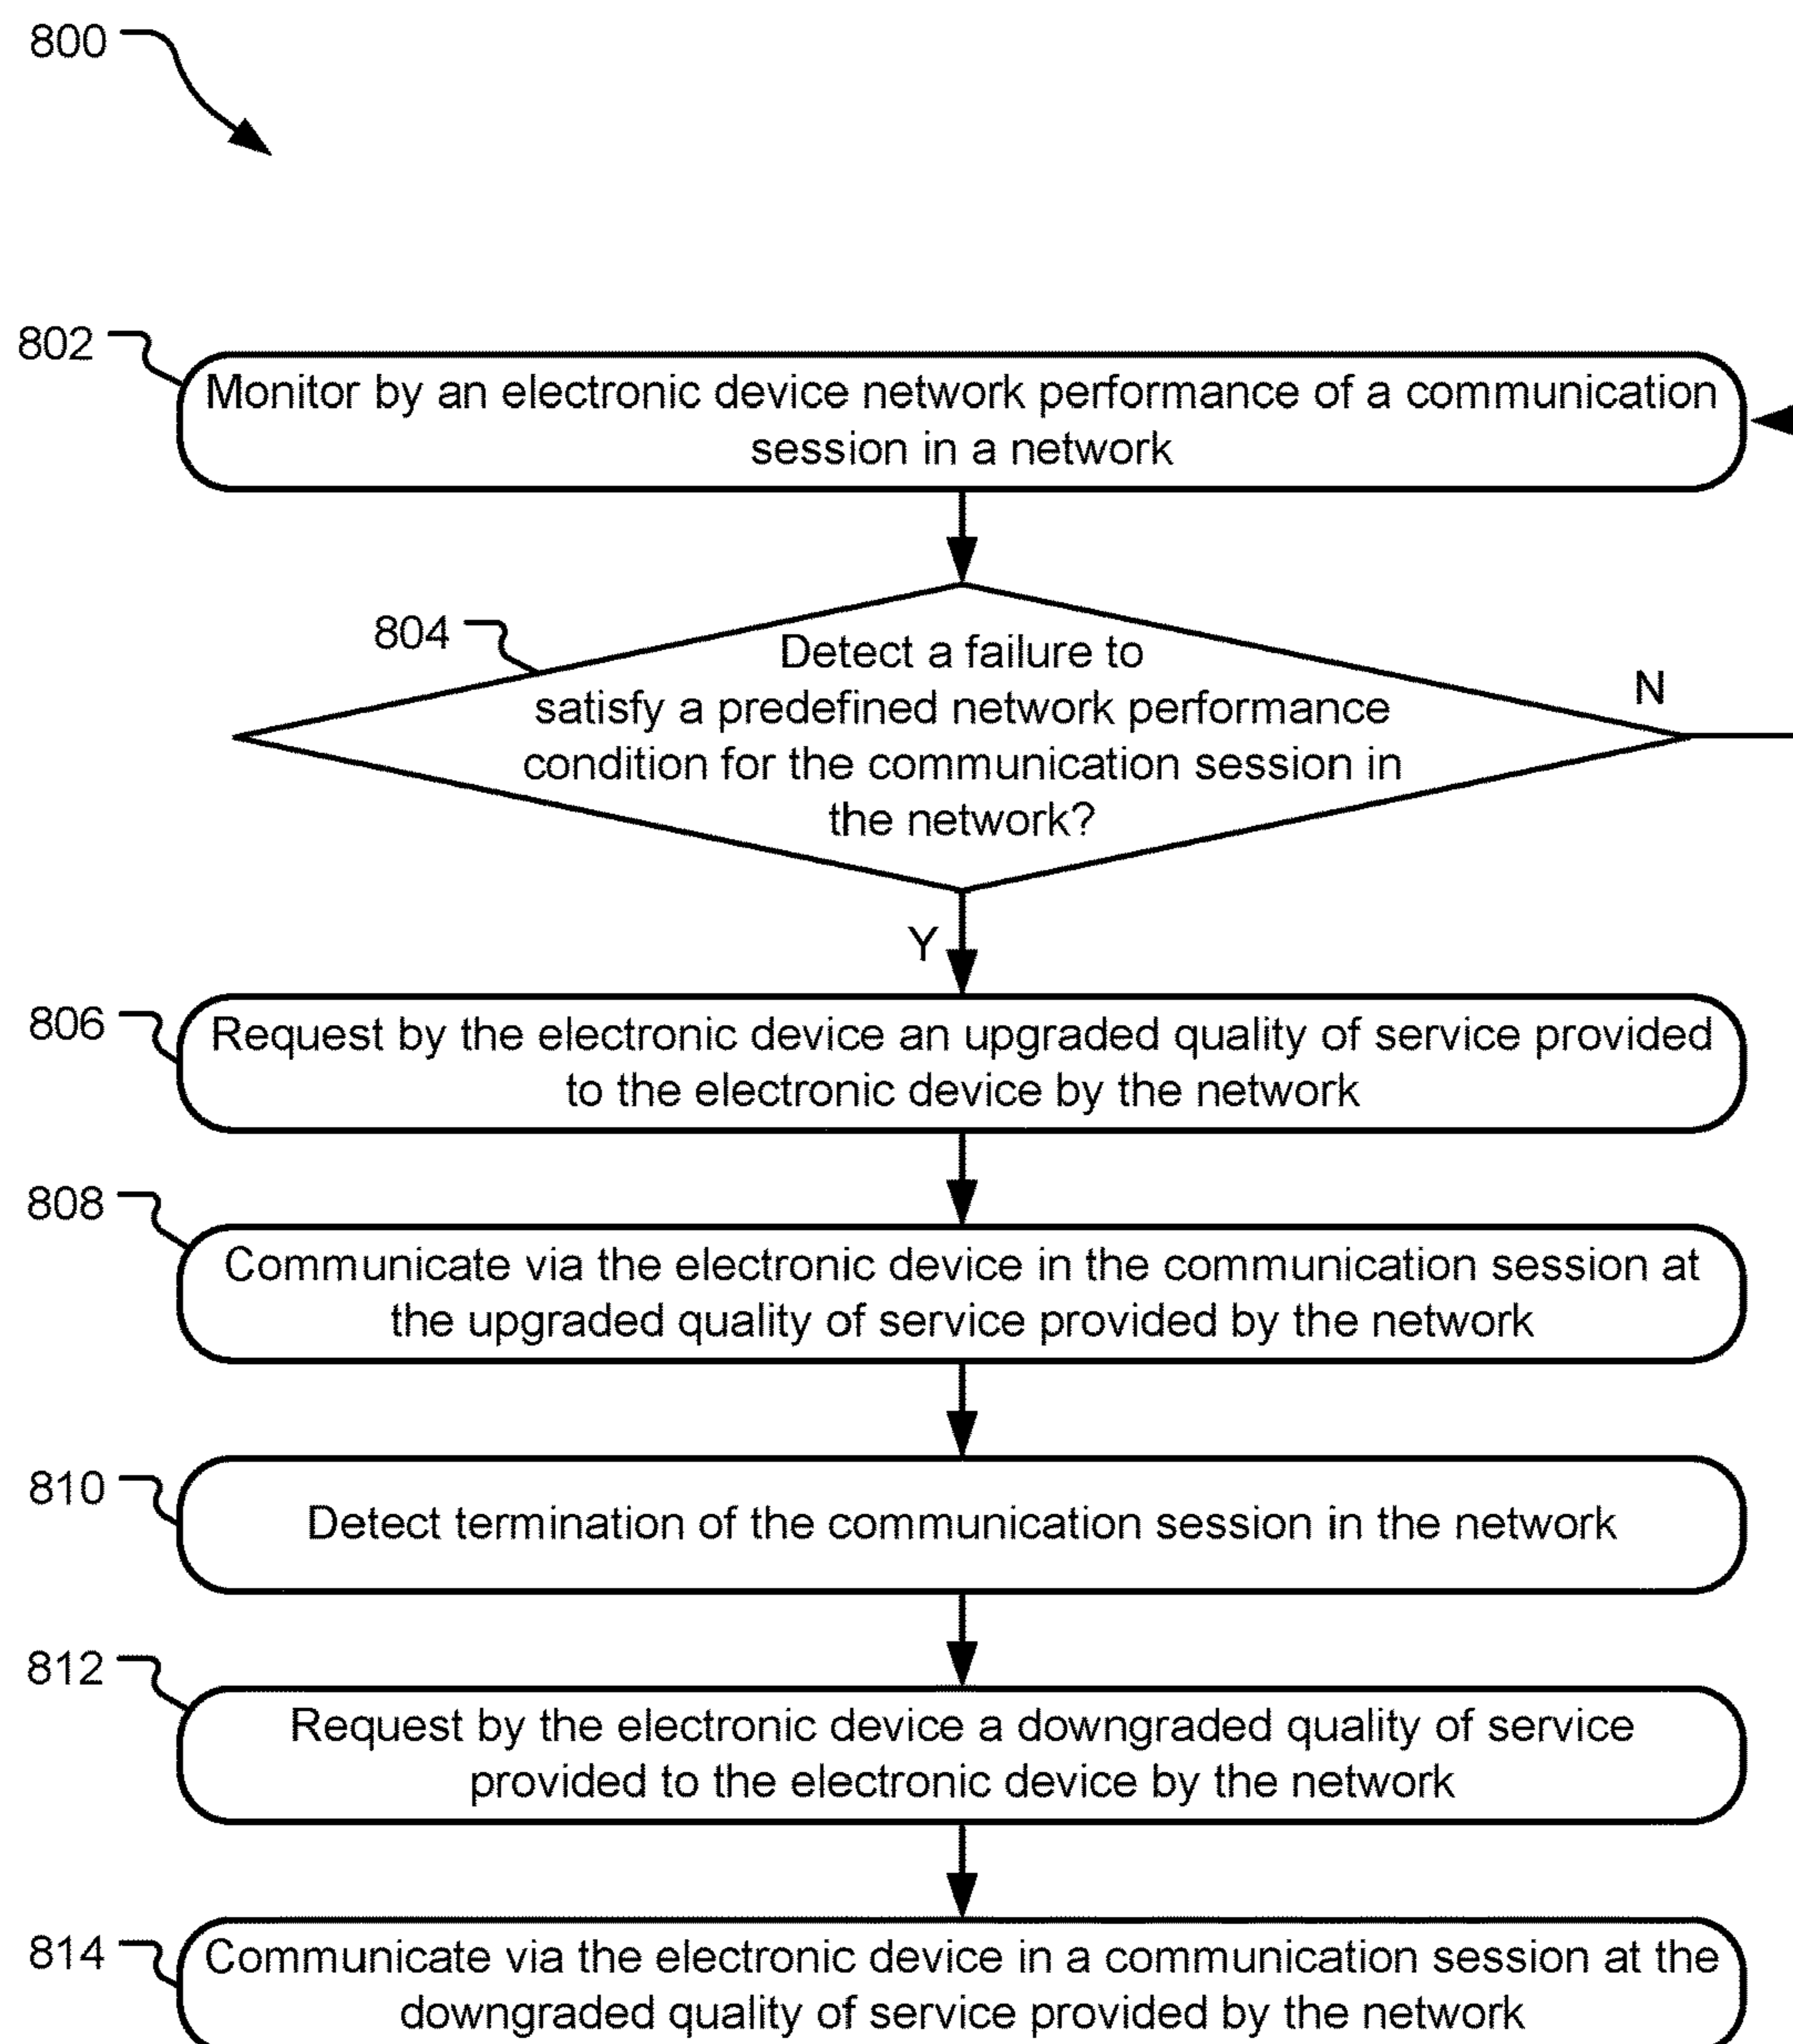 800
802
Monitor by an electronic device network performance of a communication
session in a network
804
Detect a failure to
satisfy a predefined network performance
condition for the communication session in
the network?
N
Y
806
Request by the electronic device an upgraded quality of service provided
to the electronic device by the network
808
Communicate via the electronic device in the communication session at
the upgraded quality of service provided by the network
810
Detect termination of the communication session in the network
812
Request by the electronic device a downgraded quality of service
provided to the electronic device by the network
814
Communicate via the electronic device in a communication session at the
downgraded quality of service provided by the network